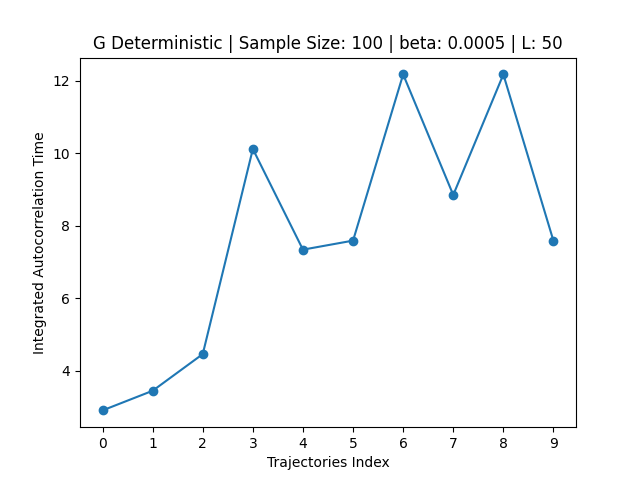 G Deterministic | Sample Size: 100 | beta: 0.0005 | L: 50
Integrated Autocorrelation Time
12
10
8
6
4
0 1 2 3 4 5 6 7 8 9
Trajectories Index